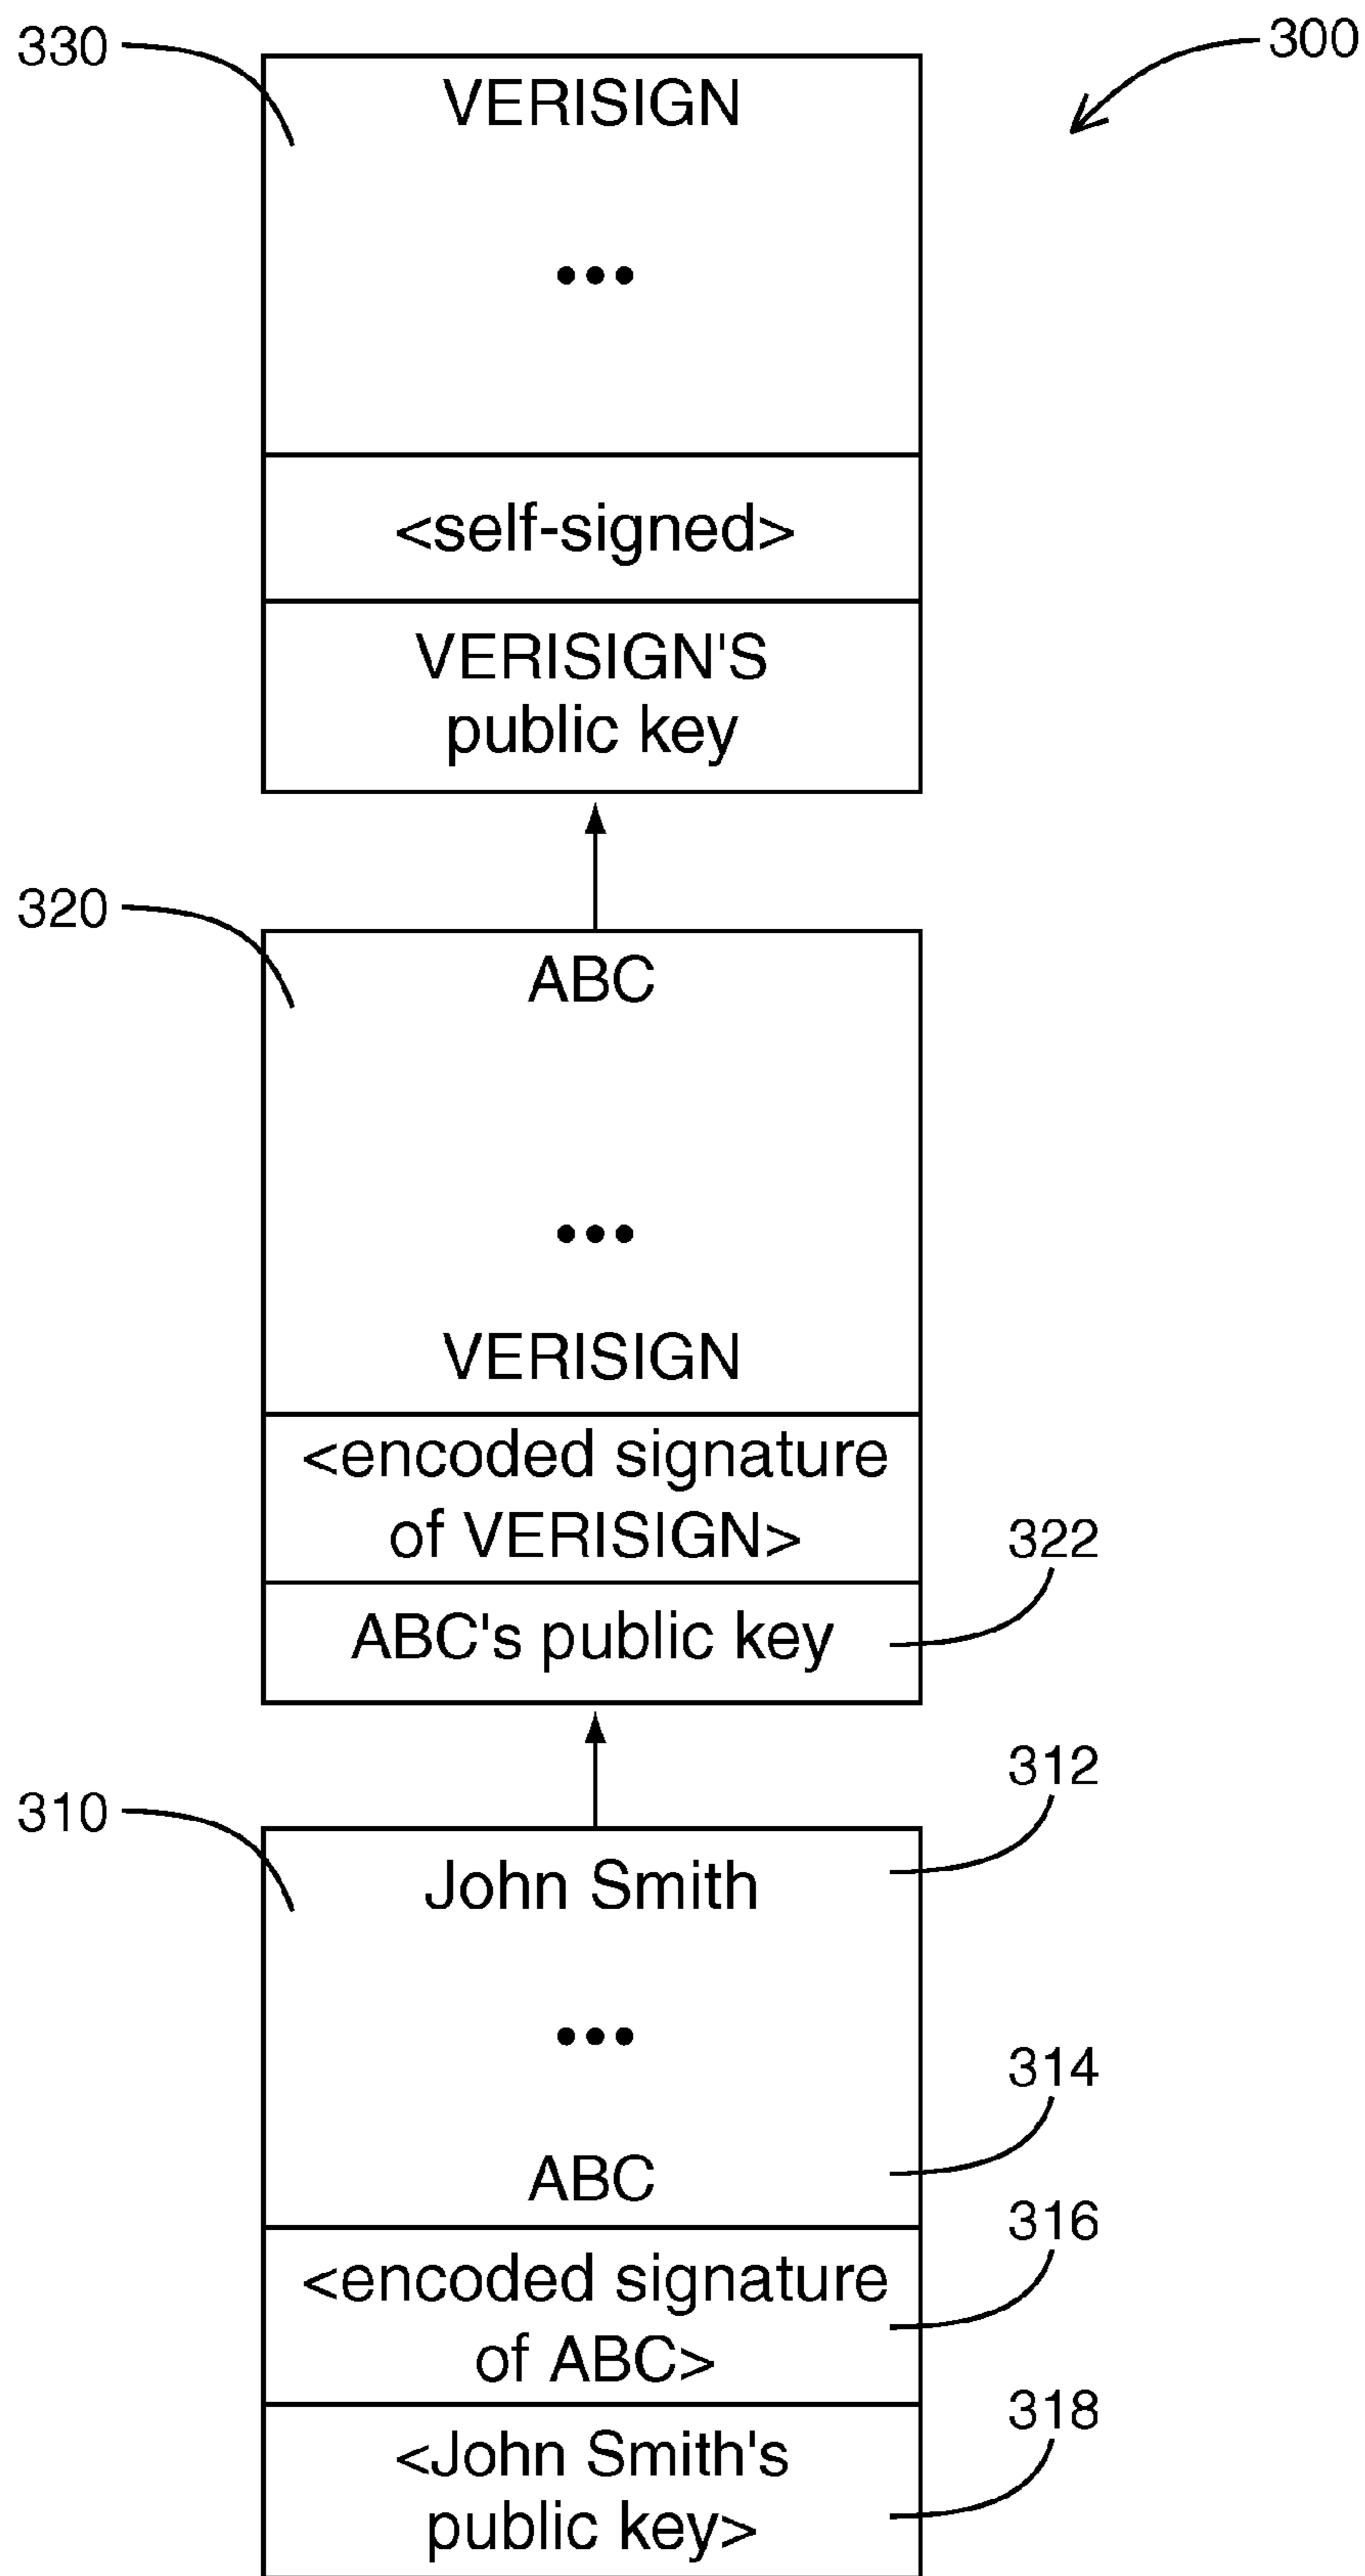 330
300
VERISIGN
•••
<self-signed>
VERISIGN'S
public key
320
ABC
•••
VERISIGN
<encoded signature
of VERISIGN>
322
ABC's public key
312
310
John Smith
•••
314
ABC
316
<encoded signature
of ABC>
318
<John Smith's
public key>